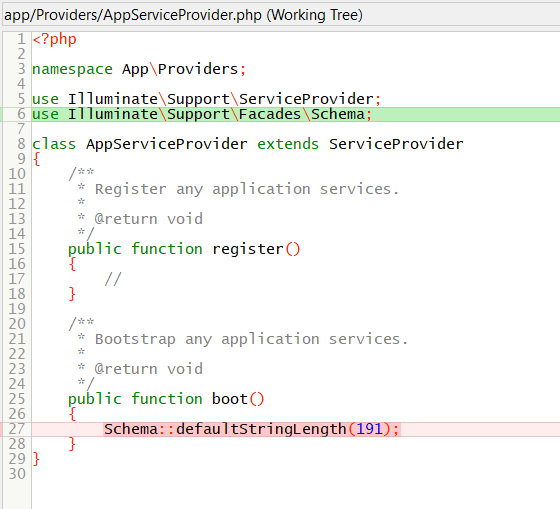 app/Providers/AppServiceProvider.php (Working Tree)
1 <?php
2
3 namespace App\Providers;
4
5 use Illuminate\Support\ServiceProvider;
6 use Illuminate\Support\Facades\Schema;
7
8 class AppServiceProvider extends ServiceProvider
9 {
10     /**
11      * Register any application services.
12      *
13      * @return void
14      */
15     public function register()
16     {
17         //
18     }
19
20     /**
21      * Bootstrap any application services.
22      *
23      * @return void
24      */
25     public function boot()
26     {
27         Schema::defaultStringLength(191);
28     }
29 }
30